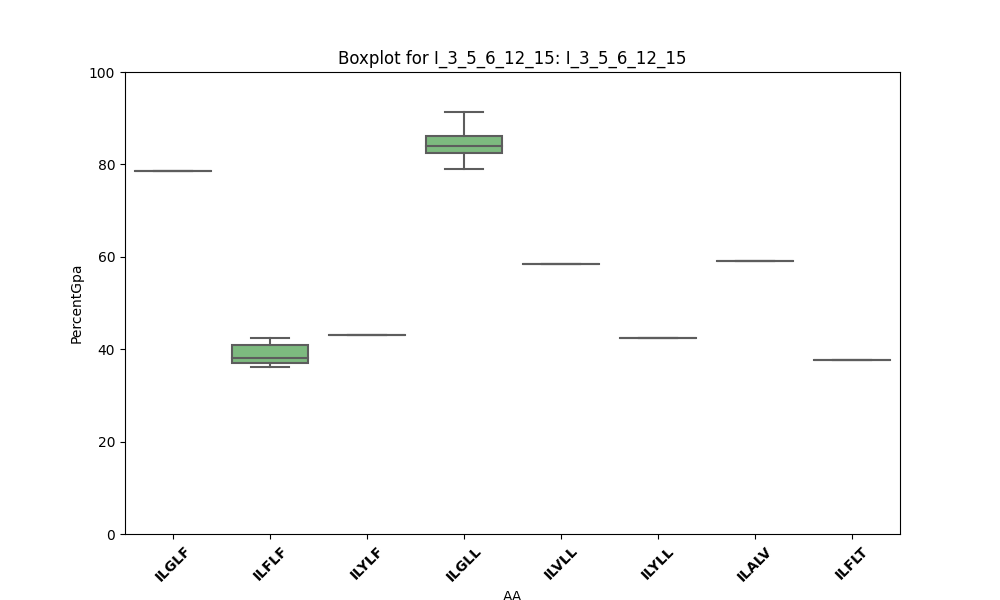 Boxplot for I_3_5_6_12_15: I_3_5_6_12_15
100
80
60
40
20
0
PercentGpa
ILGLF
ILFLF
ILYLF
ILGLL
ILVLL
ILYLL
ILALV
ILFLT
AA